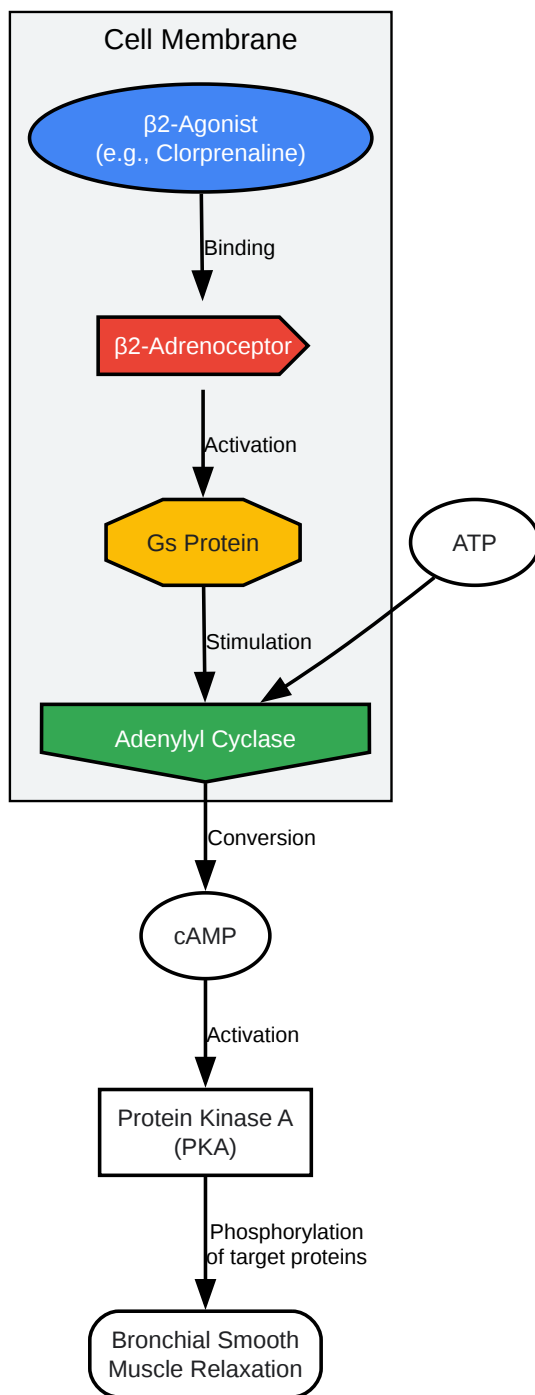 Cell Membrane
β2-Agonist
(e.g., Clorprenaline)
Binding
β2-Adrenoceptor
Activation
Gs Protein
ATP
Stimulation
Adenylyl Cyclase
Conversion
cAMP
Activation
Protein Kinase A
(PKA)
Phosphorylation
of target proteins
Bronchial Smooth
Muscle Relaxation